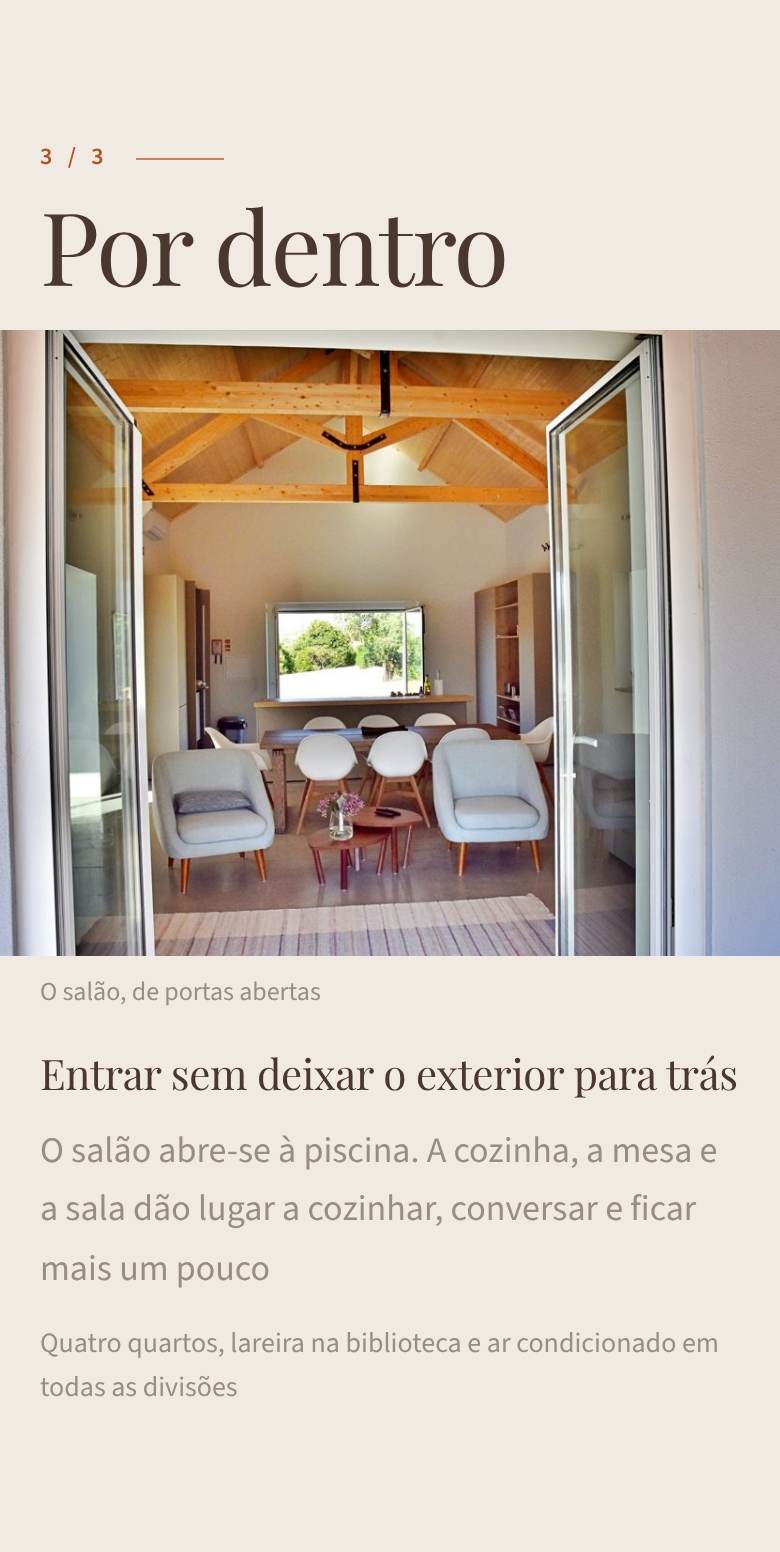 3 / 3
Por dentro
O salão, de portas abertas
Entrar sem deixar o exterior para trás
O salão abre-se à piscina. A cozinha, a mesa e
a sala dão lugar a cozinhar, conversar e ficar
mais um pouco
Quatro quartos, lareira na biblioteca e ar condicionado em
todas as divisões